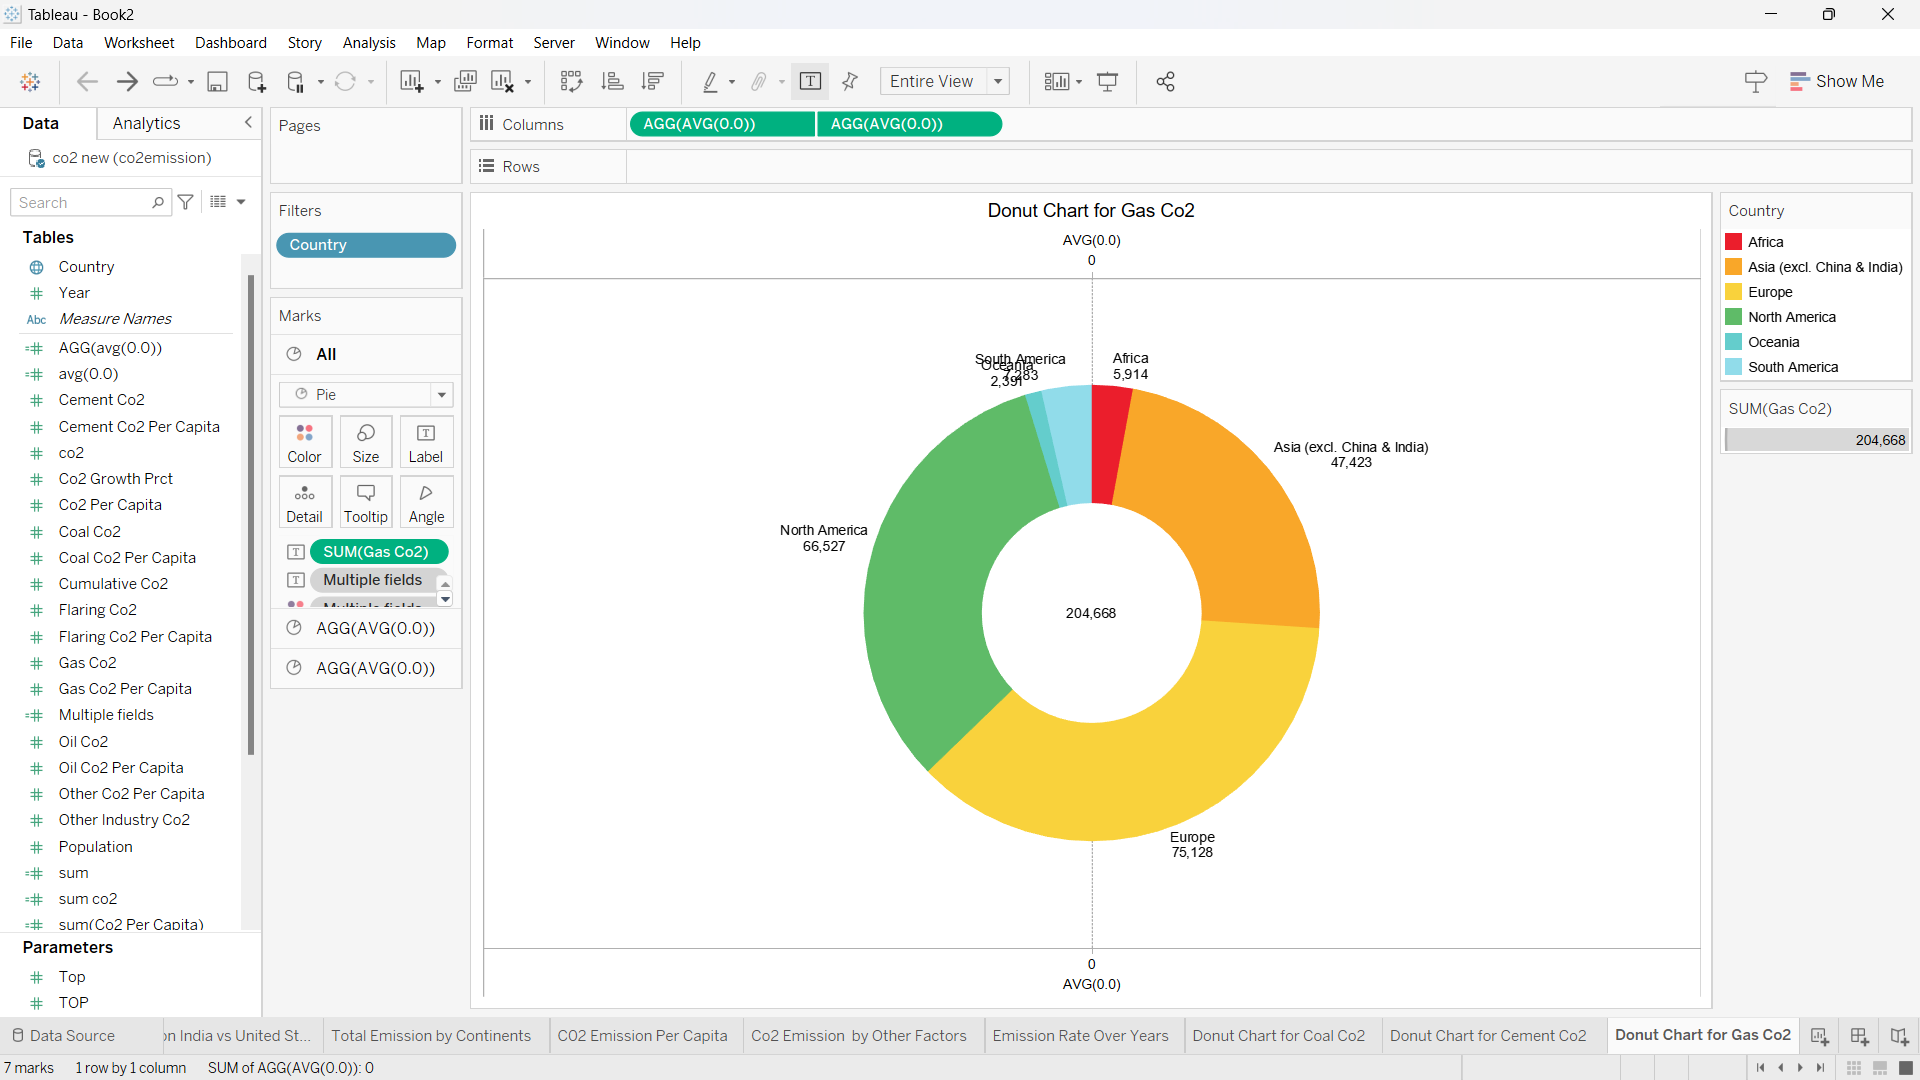 Tableau - Book2
File Data Worksheet Dashboard Story Analysis Map Format Server Window Help
Entire View
Show Me
Data Analytics
co2 new (co2emission)
Search
Tables
Country
Year
Abc Measure Names
AGG(avg(0.0))
avg(0.0)
Cement Co2
Cement Co2 Per Capita
co2
Co2 Growth Prct
Co2 Per Capita
Coal Co2
Coal Co2 Per Capita
Cumulative Co2
Flaring Co2
Flaring Co2 Per Capita
Gas Co2
Gas Co2 Per Capita
Multiple fields
Oil Co2
Oil Co2 Per Capita
Other Co2 Per Capita
Other Industry Co2
Population
sum
sum co2
sum(Co2 Per Capita)
Parameters
Top
TOP
Pages
Filters
Country
Marks
All
Pie
Color Size Label
Detail Tooltip Angle
SUM(Gas Co2)
Multiple fields
Multiple fields
AGG(AVG(0.0))
AGG(AVG(0.0))
Columns AGG(AVG(0.0)) AGG(AVG(0.0))
Rows
Donut Chart for Gas Co2
AVG(0.0)
0
South America
7,283
Oceania
2,391
Africa
5,914
Asia (excl. China & India)
47,423
North America
66,527
204,668
Europe
75,128
0
AVG(0.0)
Country
Africa
Asia (excl. China & India)
Europe
North America
Oceania
South America
SUM(Gas Co2)
204,668
Data Source on India vs United St... Total Emission by Continents CO2 Emission Per Capita Co2 Emission by Other Factors Emission Rate Over Years Donut Chart for Coal Co2 Donut Chart for Cement Co2 Donut Chart for Gas Co2
7 marks 1 row by 1 column SUM of AGG(AVG(0.0)): 0